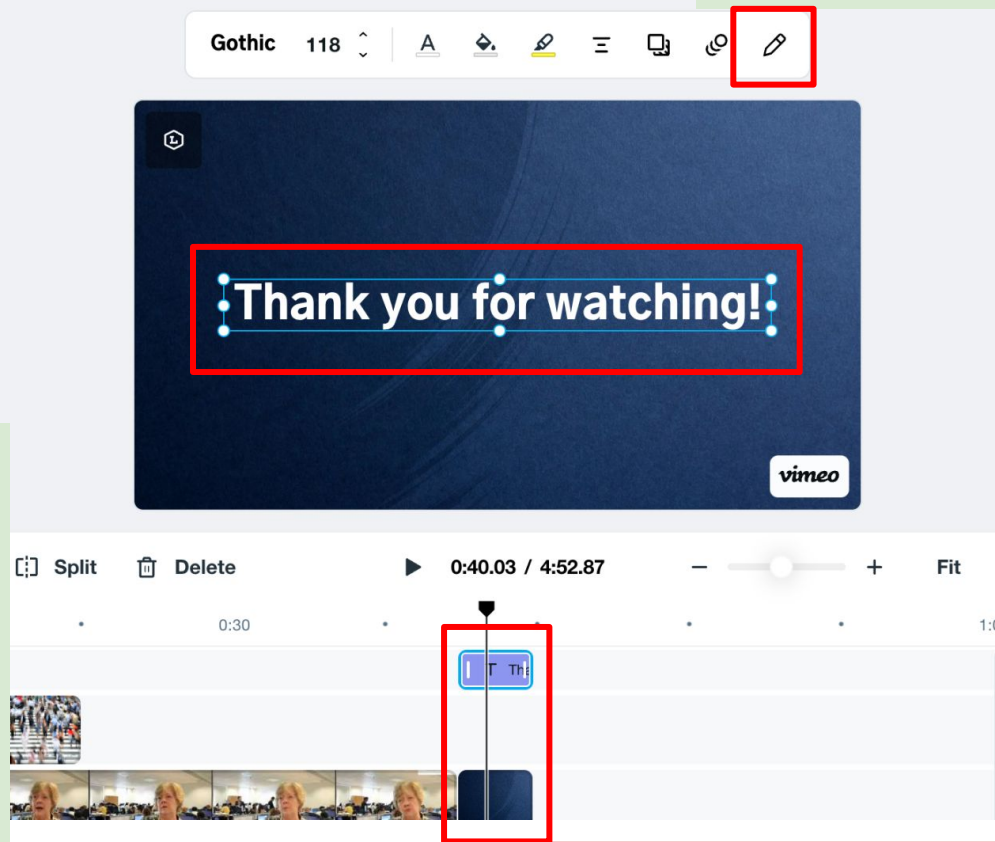 Gothic 118 A
L
Thank you for watching!
vimeo
Split Delete 0:40.03 / 4:52.87 − + Fit
0:30
T